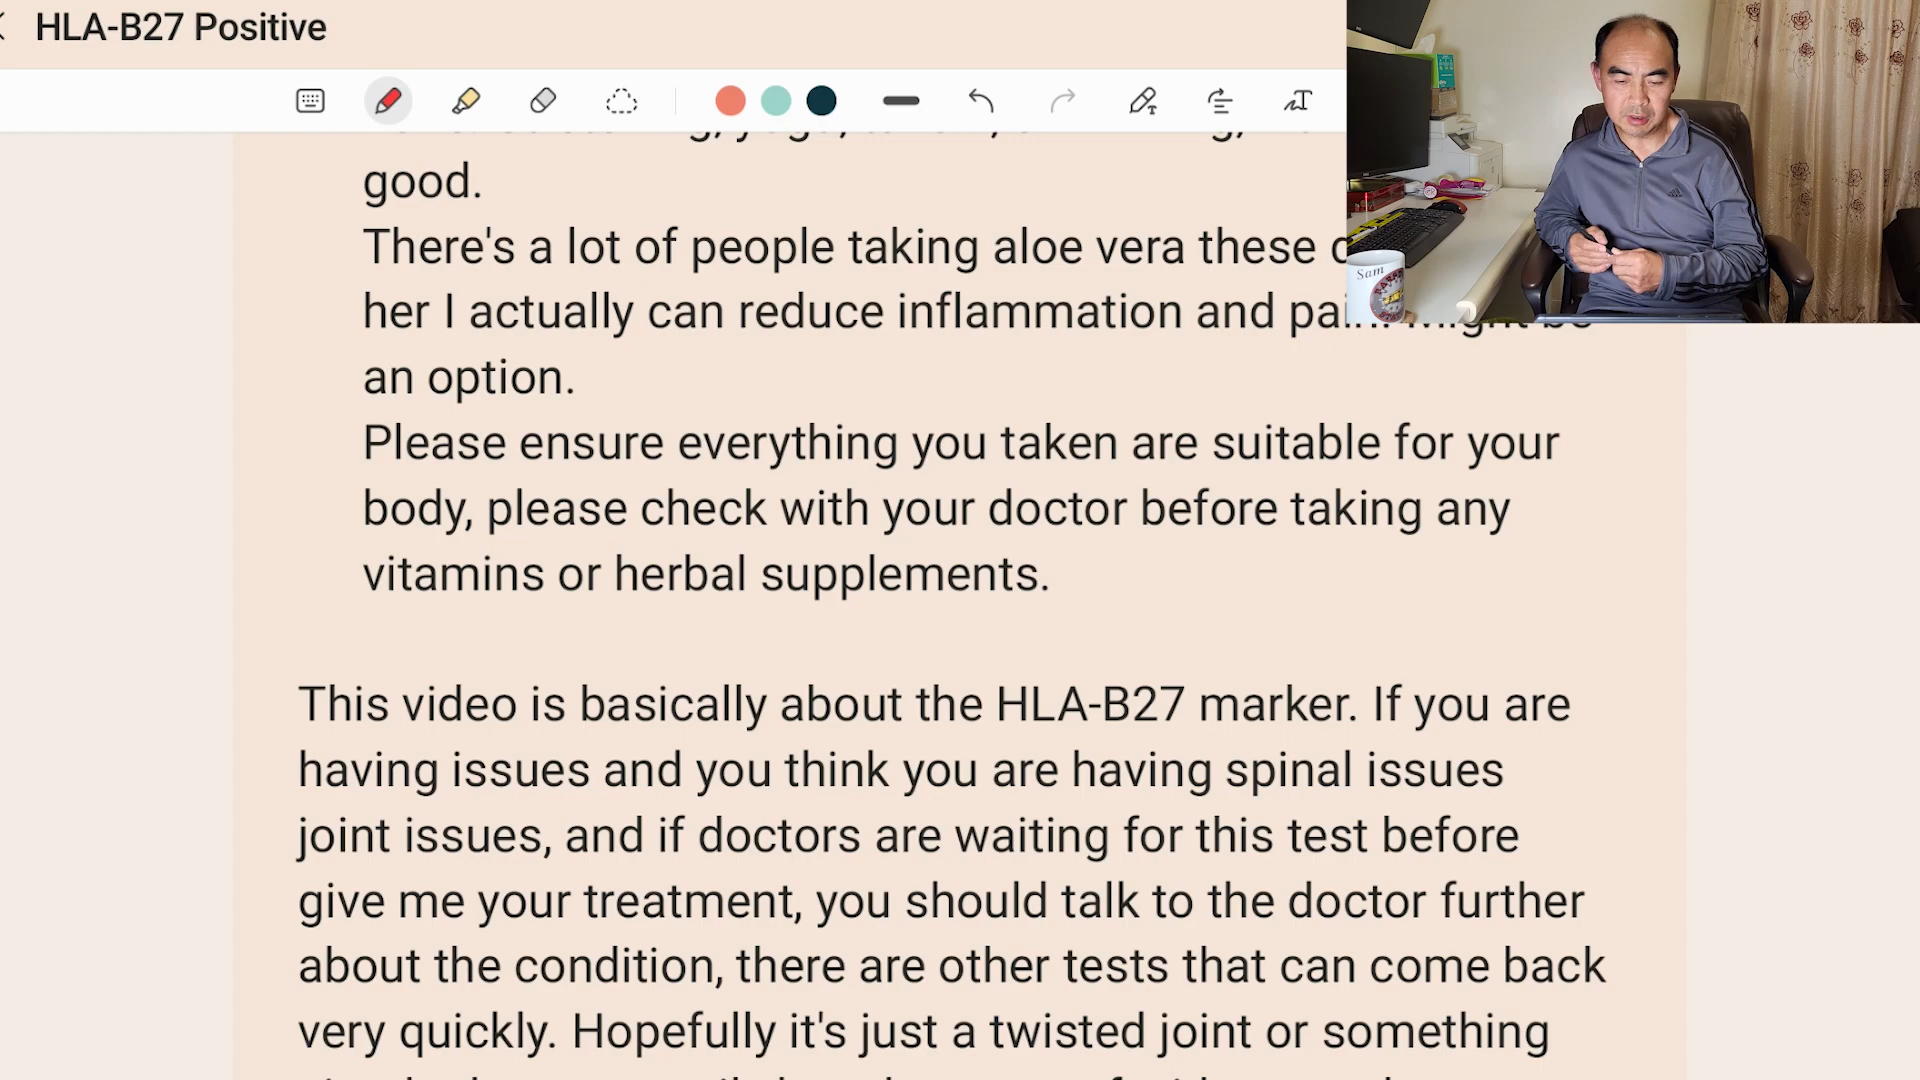 HLA-B27 Positive
good.
There's a lot of people taking aloe vera these
her I actually can reduce inflammation and
an option.
Please ensure everything you taken are suitable for your
body, please check with your doctor before taking any
vitamins or herbal supplements.
This video is basically about the HLA-B27 marker. If you are
having issues and you think you are having spinal issues
joint issues, and if doctors are waiting for this test before
give me your treatment, you should talk to the doctor further
about the condition, there are other tests that can come back
very quickly. Hopefully it's just a twisted joint or something
Sam